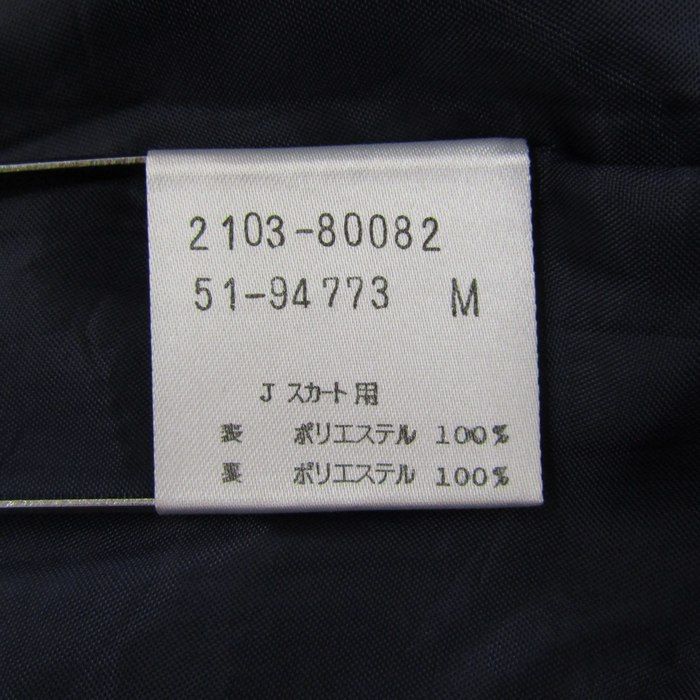 2103-80082
51-94773 M
J スカート用
表 ポリエステル 100%
裏 ポリエステル 100%